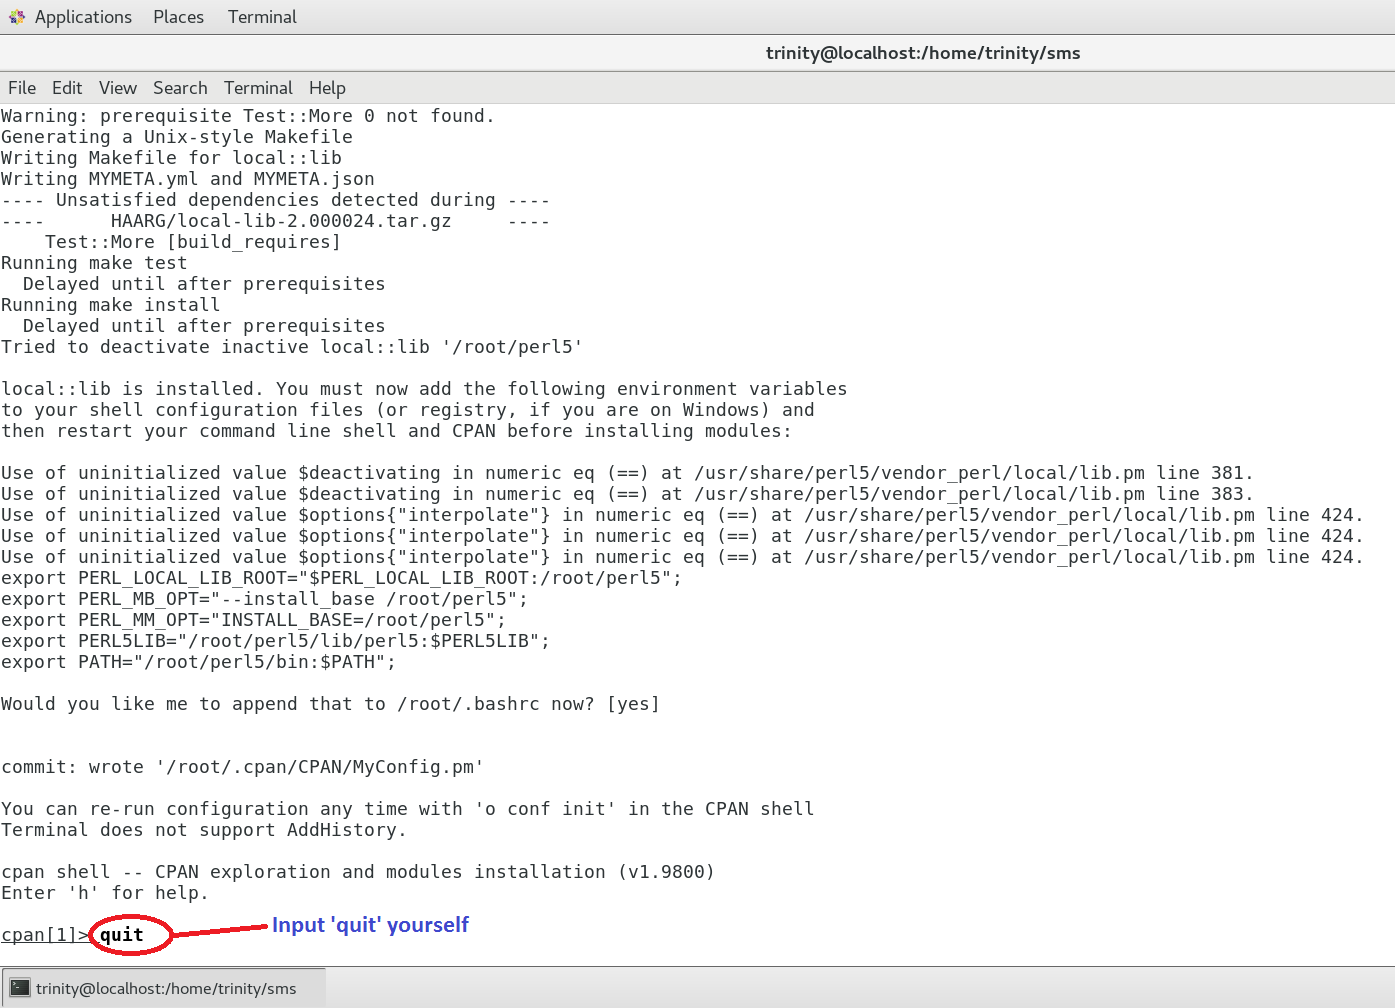 Applications Places Terminal
trinity@localhost:/home/trinity/sms
File Edit View Search Terminal Help
Warning: prerequisite Test::More 0 not found.
Generating a Unix-style Makefile
Writing Makefile for local::lib
Writing MYMETA.yml and MYMETA.json
---- Unsatisfied dependencies detected during ----
----      HAARG/local-lib-2.000024.tar.gz     ----
    Test::More [build_requires]
Running make test
  Delayed until after prerequisites
Running make install
  Delayed until after prerequisites
Tried to deactivate inactive local::lib '/root/perl5'
local::lib is installed. You must now add the following environment variables
to your shell configuration files (or registry, if you are on Windows) and
then restart your command line shell and CPAN before installing modules:
Use of uninitialized value $deactivating in numeric eq (==) at /usr/share/perl5/vendor_perl/local/lib.pm line 381.
Use of uninitialized value $deactivating in numeric eq (==) at /usr/share/perl5/vendor_perl/local/lib.pm line 383.
Use of uninitialized value $options{"interpolate"} in numeric eq (==) at /usr/share/perl5/vendor_perl/local/lib.pm line 424.
Use of uninitialized value $options{"interpolate"} in numeric eq (==) at /usr/share/perl5/vendor_perl/local/lib.pm line 424.
Use of uninitialized value $options{"interpolate"} in numeric eq (==) at /usr/share/perl5/vendor_perl/local/lib.pm line 424.
export PERL_LOCAL_LIB_ROOT="$PERL_LOCAL_LIB_ROOT:/root/perl5";
export PERL_MB_OPT="--install_base /root/perl5";
export PERL_MM_OPT="INSTALL_BASE=/root/perl5";
export PERL5LIB="/root/perl5/lib/perl5:$PERL5LIB";
export PATH="/root/perl5/bin:$PATH";
Would you like me to append that to /root/.bashrc now? [yes]
commit: wrote '/root/.cpan/CPAN/MyConfig.pm'
You can re-run configuration any time with 'o conf init' in the CPAN shell
Terminal does not support AddHistory.
cpan shell -- CPAN exploration and modules installation (v1.9800)
Enter 'h' for help.
cpan[1]> quit Input 'quit' yourself
trinity@localhost:/home/trinity/sms